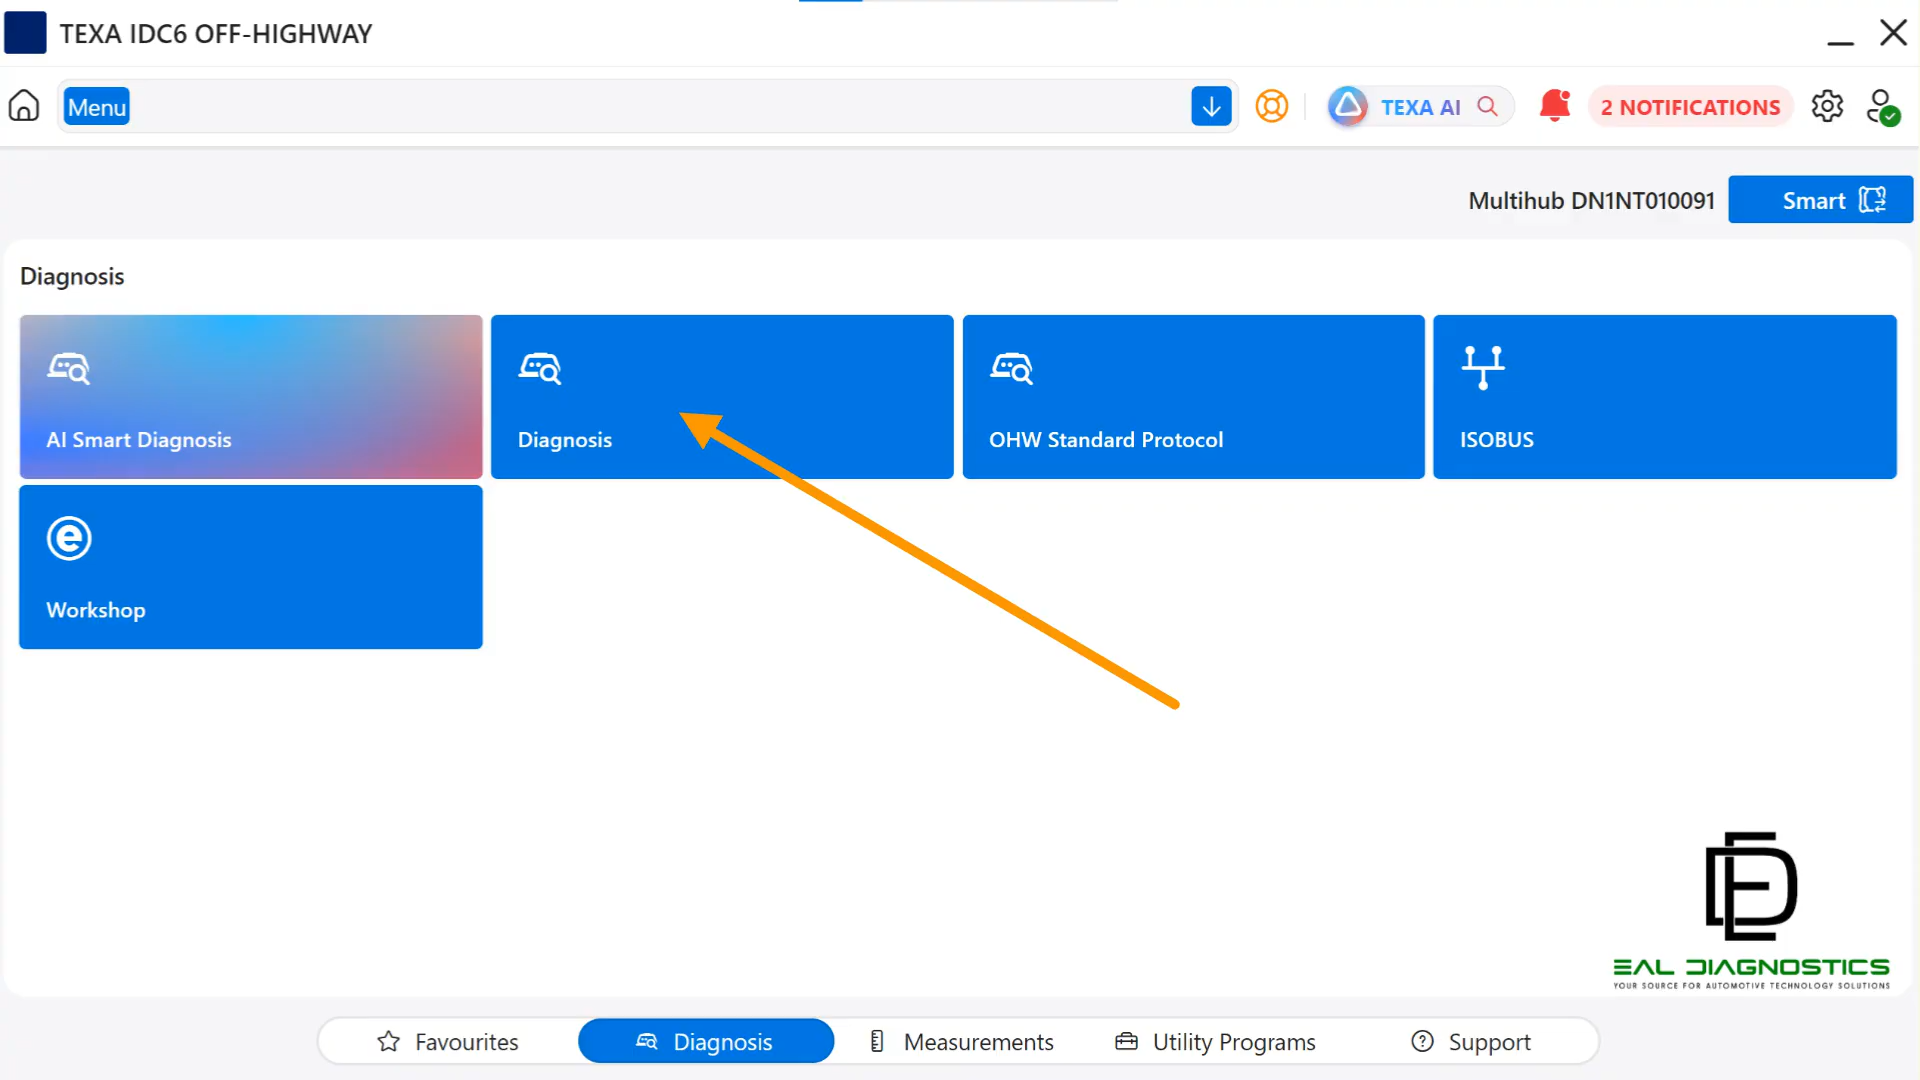 TEXA IDC6 OFF-HIGHWAY
Menu
TEXA AI
2 NOTIFICATIONS
Multihub DN1NT010091
Smart
Diagnosis
AI Smart Diagnosis
Diagnosis
OHW Standard Protocol
ISOBUS
e
Workshop
ED
EAL DIAGNOSTICS
YOUR SOURCE FOR AUTOMOTIVE TECHNOLOGY SOLUTIONS
Favourites
Diagnosis
Measurements
Utility Programs
Support